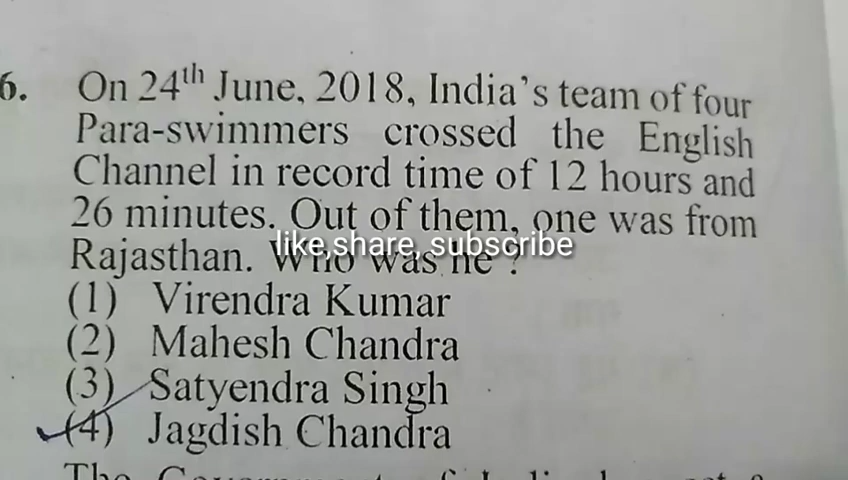 6. On 24th June, 2018, India's team of four
Para-swimmers crossed the English
Channel in record time of 12 hours and
26 minutes. Out of them, one was from
like,share, subscribe
Rajasthan. Who was he ?
(1) Virendra Kumar
(2) Mahesh Chandra
(3) Satyendra Singh
(4) Jagdish Chandra
The